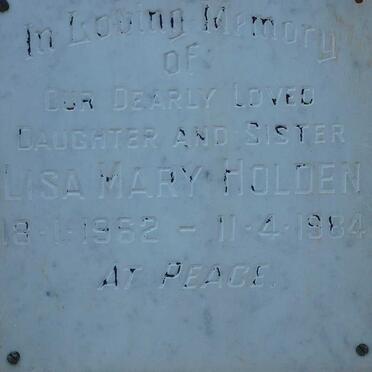 In Loving Memory
OF
OUR DEARLY LOVED
DAUGHTER AND SISTER
LISA MARY HOLDEN
18·1·1962 – 11·4·1984
AT PEACE.